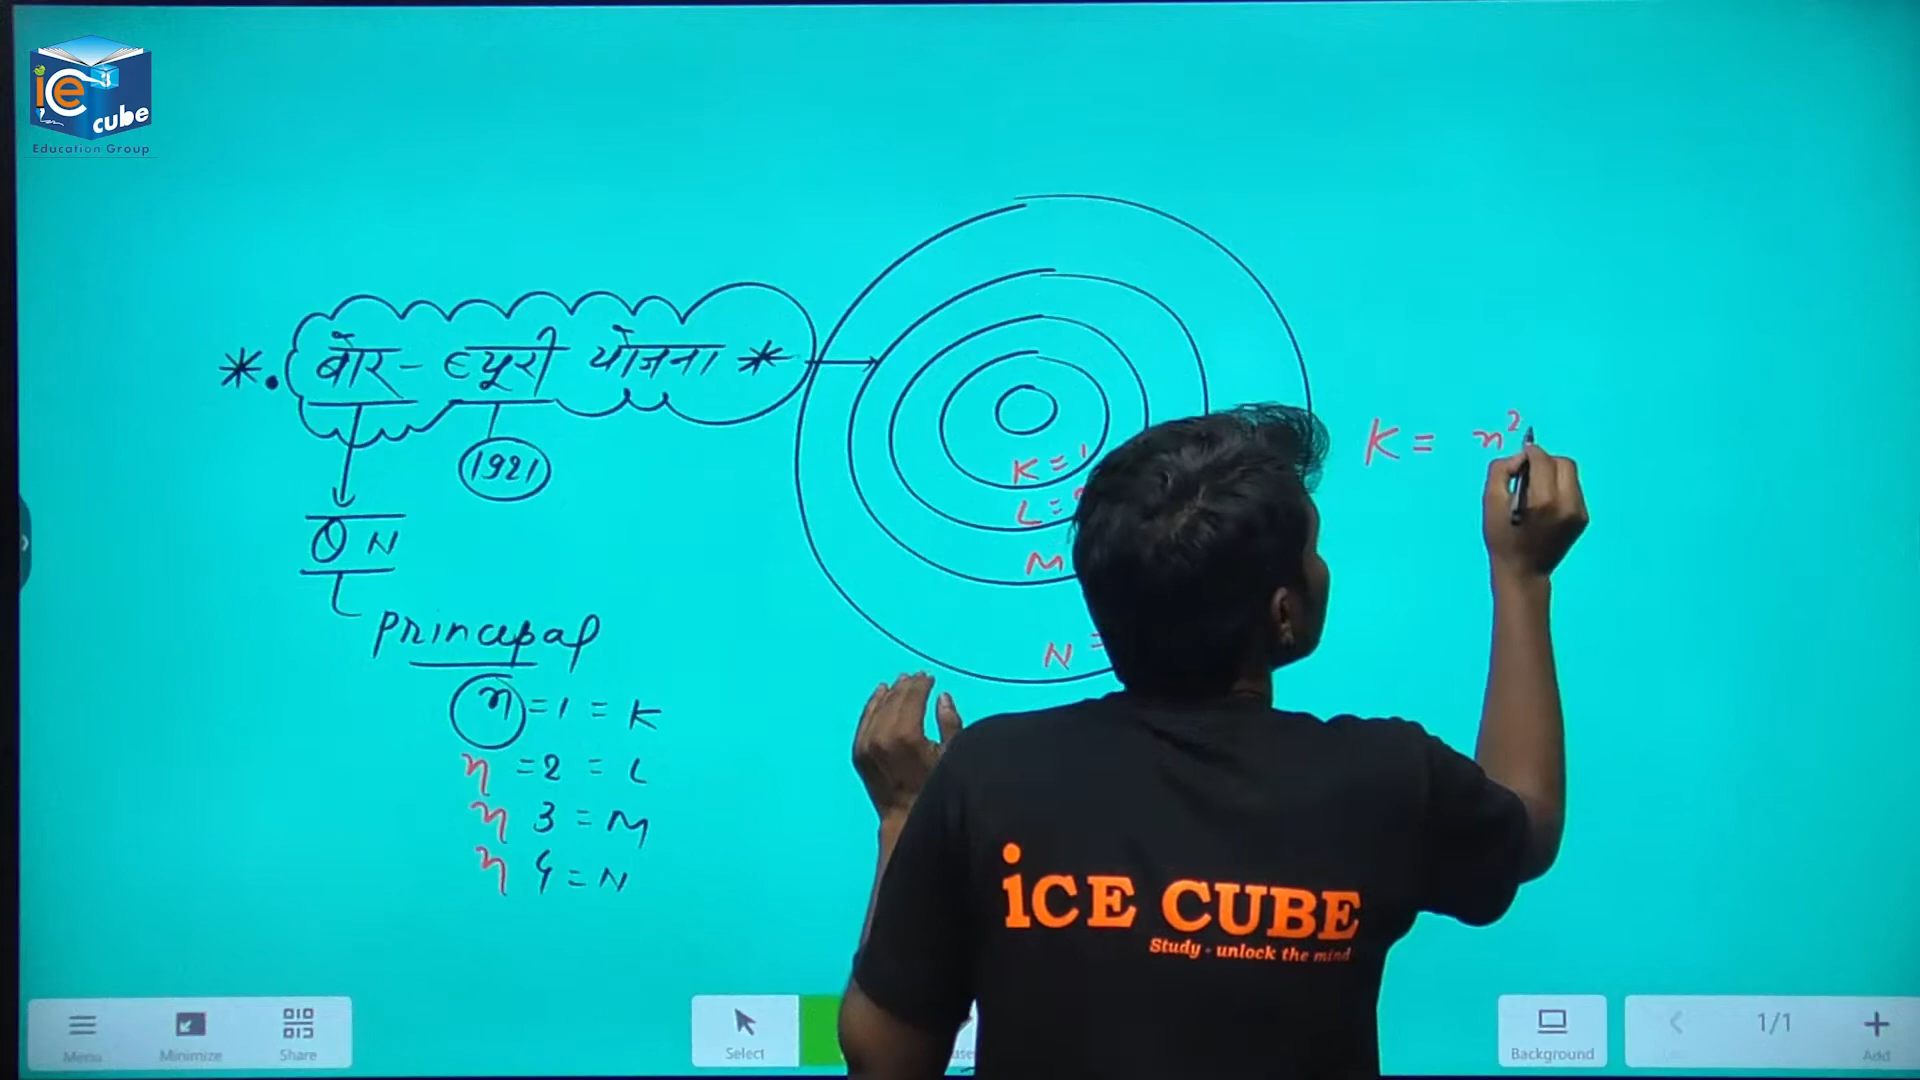 ice
cube
Education Group
*. बोर - ब्यूरी योजना *
1921
Q N
Principal
n = 1 = K
n = 2 = L
n 3 = M
n 4 = N
K = 1
L =
M
N =
K = n²
iCE CUBE
Study - unlock the mind
Menu
Minimize
Share
Select
Background
1/1
Add